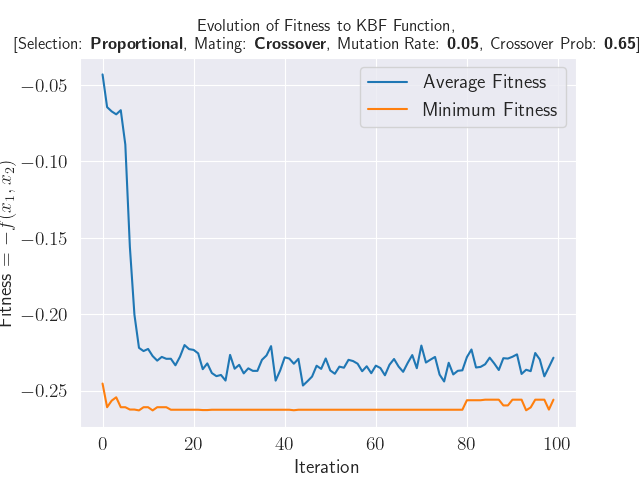 Evolution of Fitness to KBF Function,
[Selection: Proportional, Mating: Crossover, Mutation Rate: 0.05, Crossover Prob: 0.65]
Average Fitness
Minimum Fitness
Fitness = −f(x₁, x₂)
−0.05
−0.10
−0.15
−0.20
−0.25
0 20 40 60 80 100
Iteration